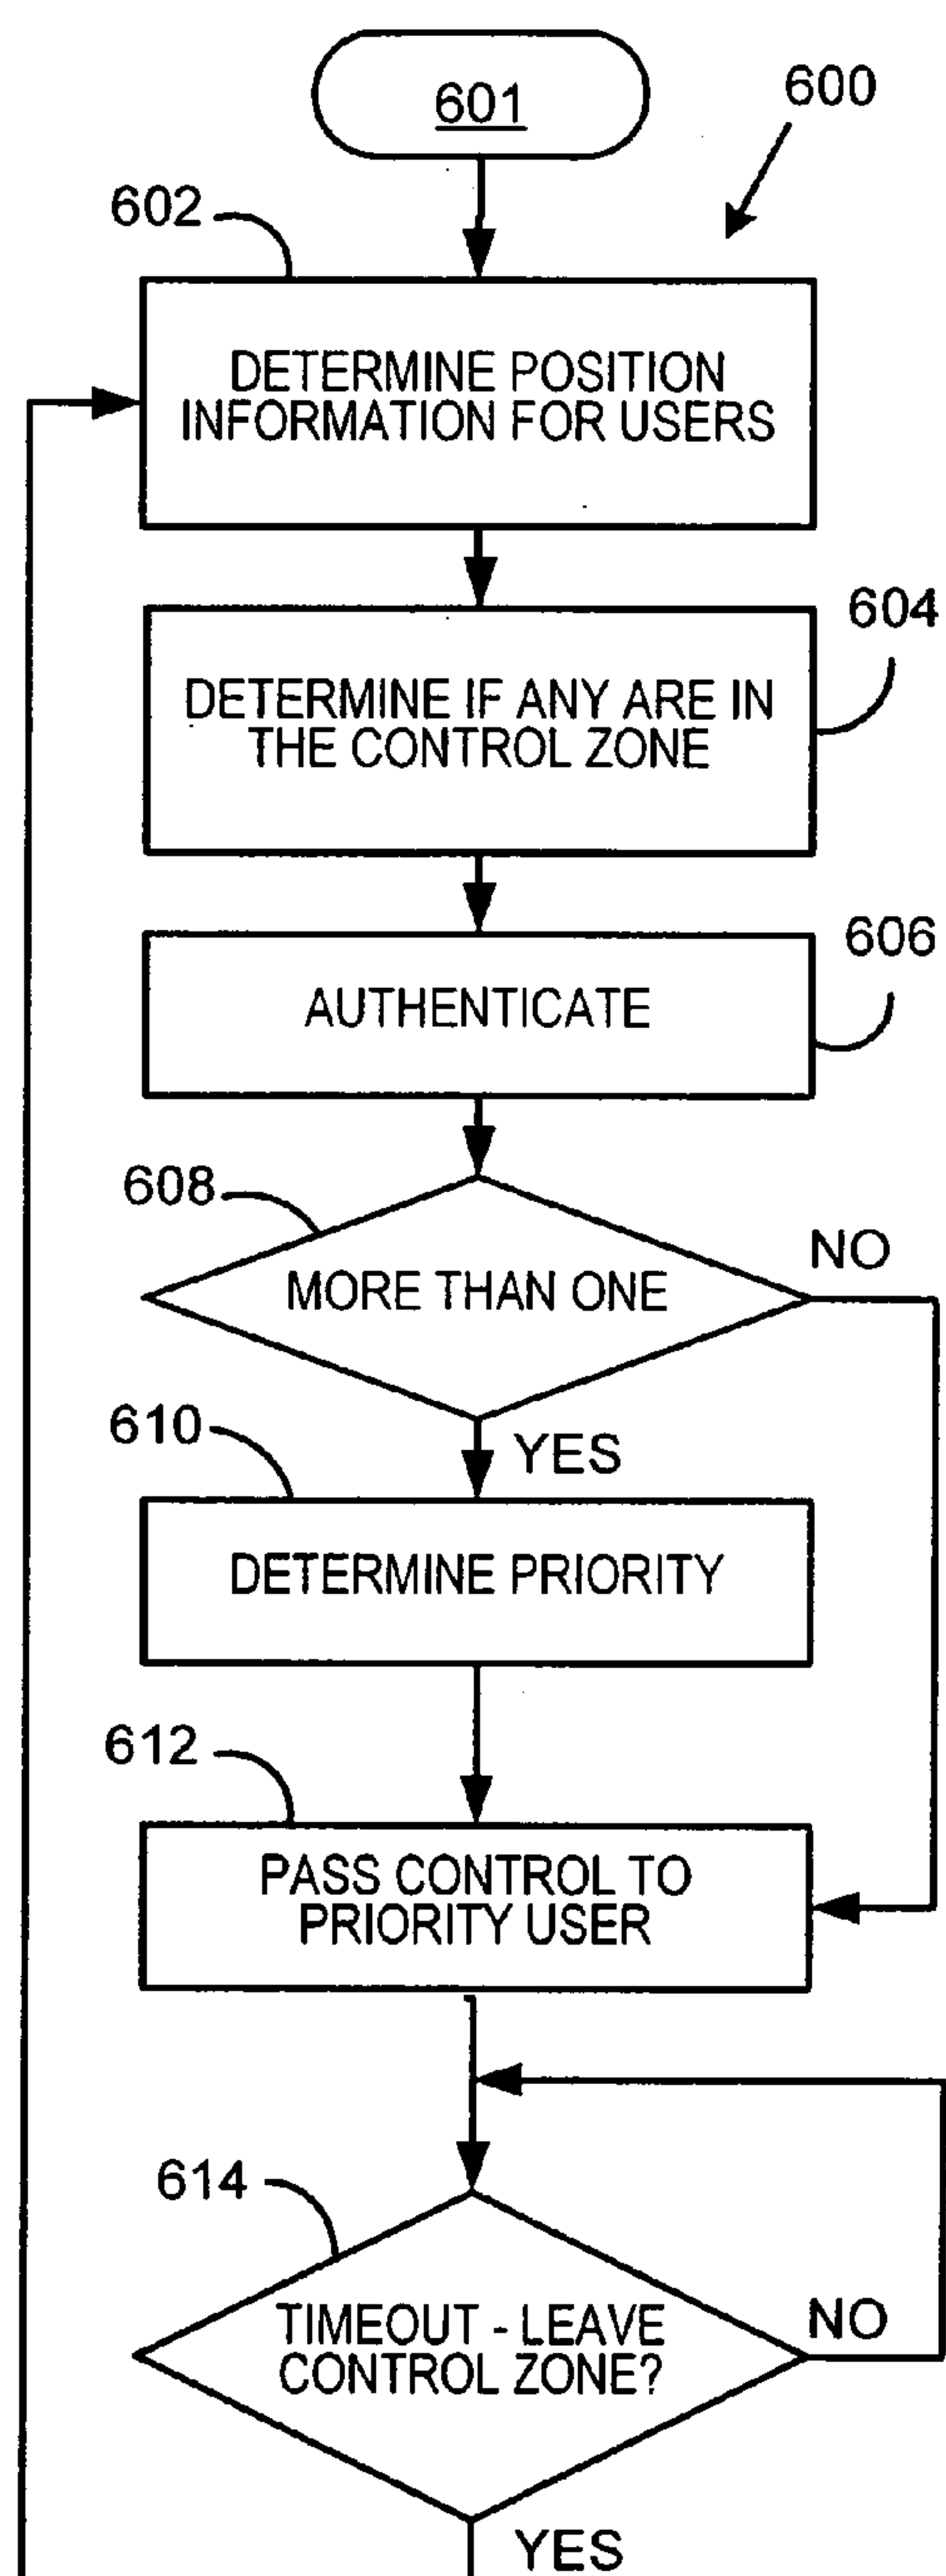 601
600
602
DETERMINE POSITION
INFORMATION FOR USERS
604
DETERMINE IF ANY ARE IN
THE CONTROL ZONE
606
AUTHENTICATE
608
NO
MORE THAN ONE
610
YES
DETERMINE PRIORITY
612
PASS CONTROL TO
PRIORITY USER
614
TIMEOUT - LEAVE
CONTROL ZONE?
NO
YES